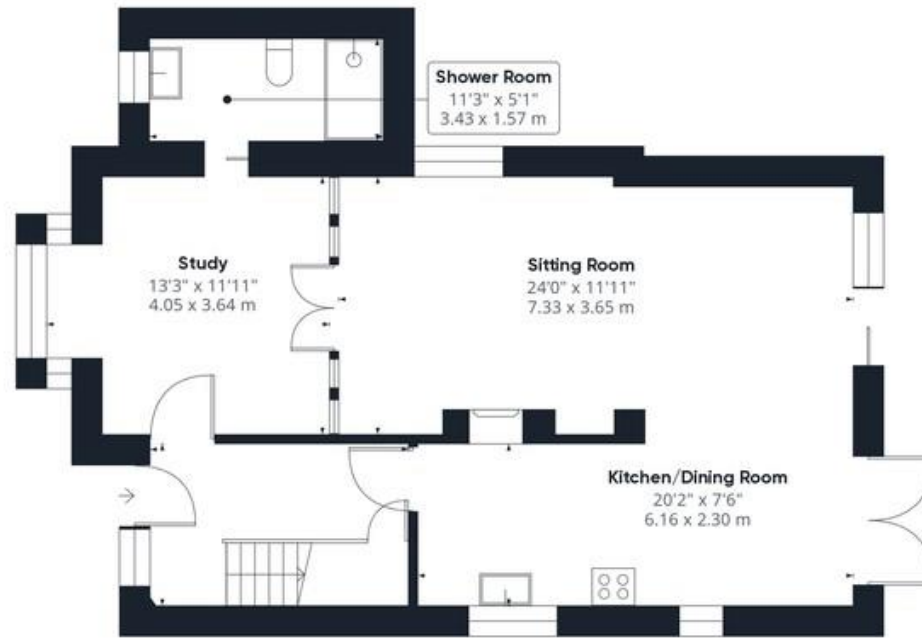 Shower Room
11'3" x 5'1"
3.43 x 1.57 m
Study
13'3" x 11'11"
4.05 x 3.64 m
Sitting Room
24'0" x 11'11"
7.33 x 3.65 m
Kitchen/Dining Room
20'2" x 7'6"
6.16 x 2.30 m